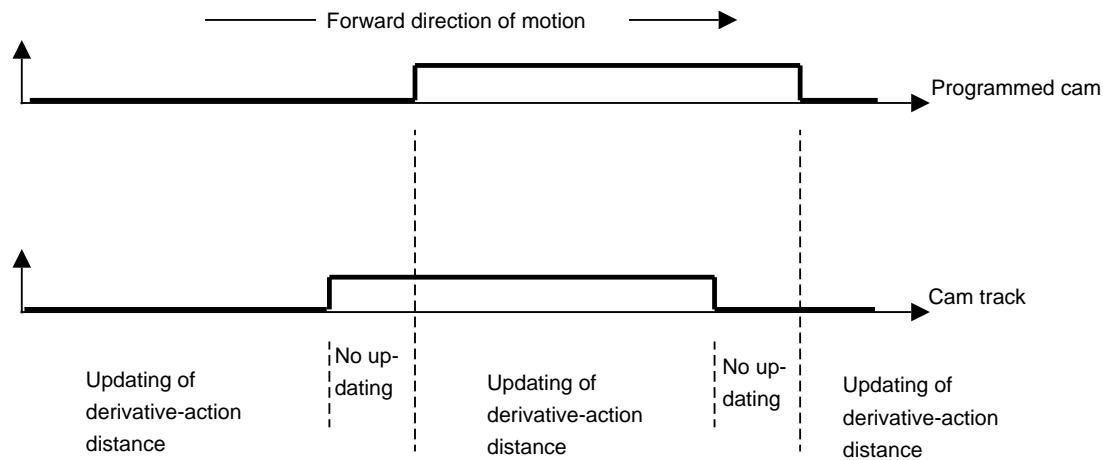 Forward direction of motion
Programmed cam
Cam track
Updating of
derivative-action
distance
No up-
dating
Updating of
derivative-action
distance
No up-
dating
Updating of
derivative-action
distance